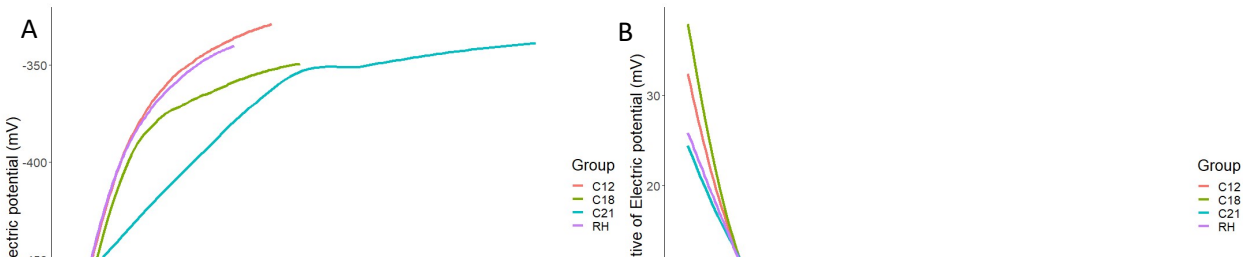 A
-350
-400
ectric potential (mV)
Group
C12
C18
C21
RH
B
30
20
tive of Electric potential (mV)
Group
C12
C18
C21
RH